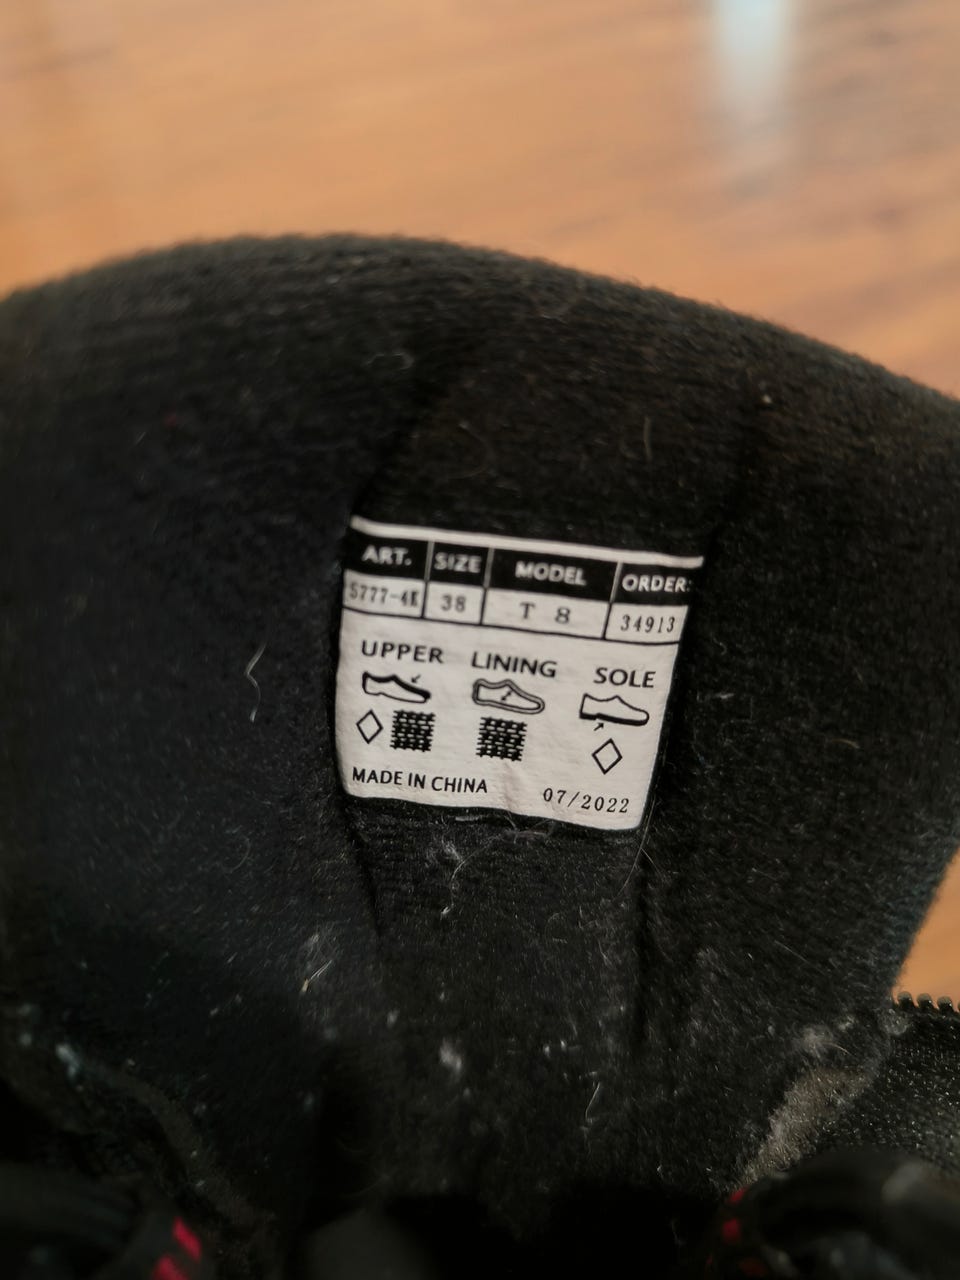 ART. SIZE MODEL ORDER:
5777-4E 38 T 8 34913
UPPER LINING SOLE
MADE IN CHINA 07/2022